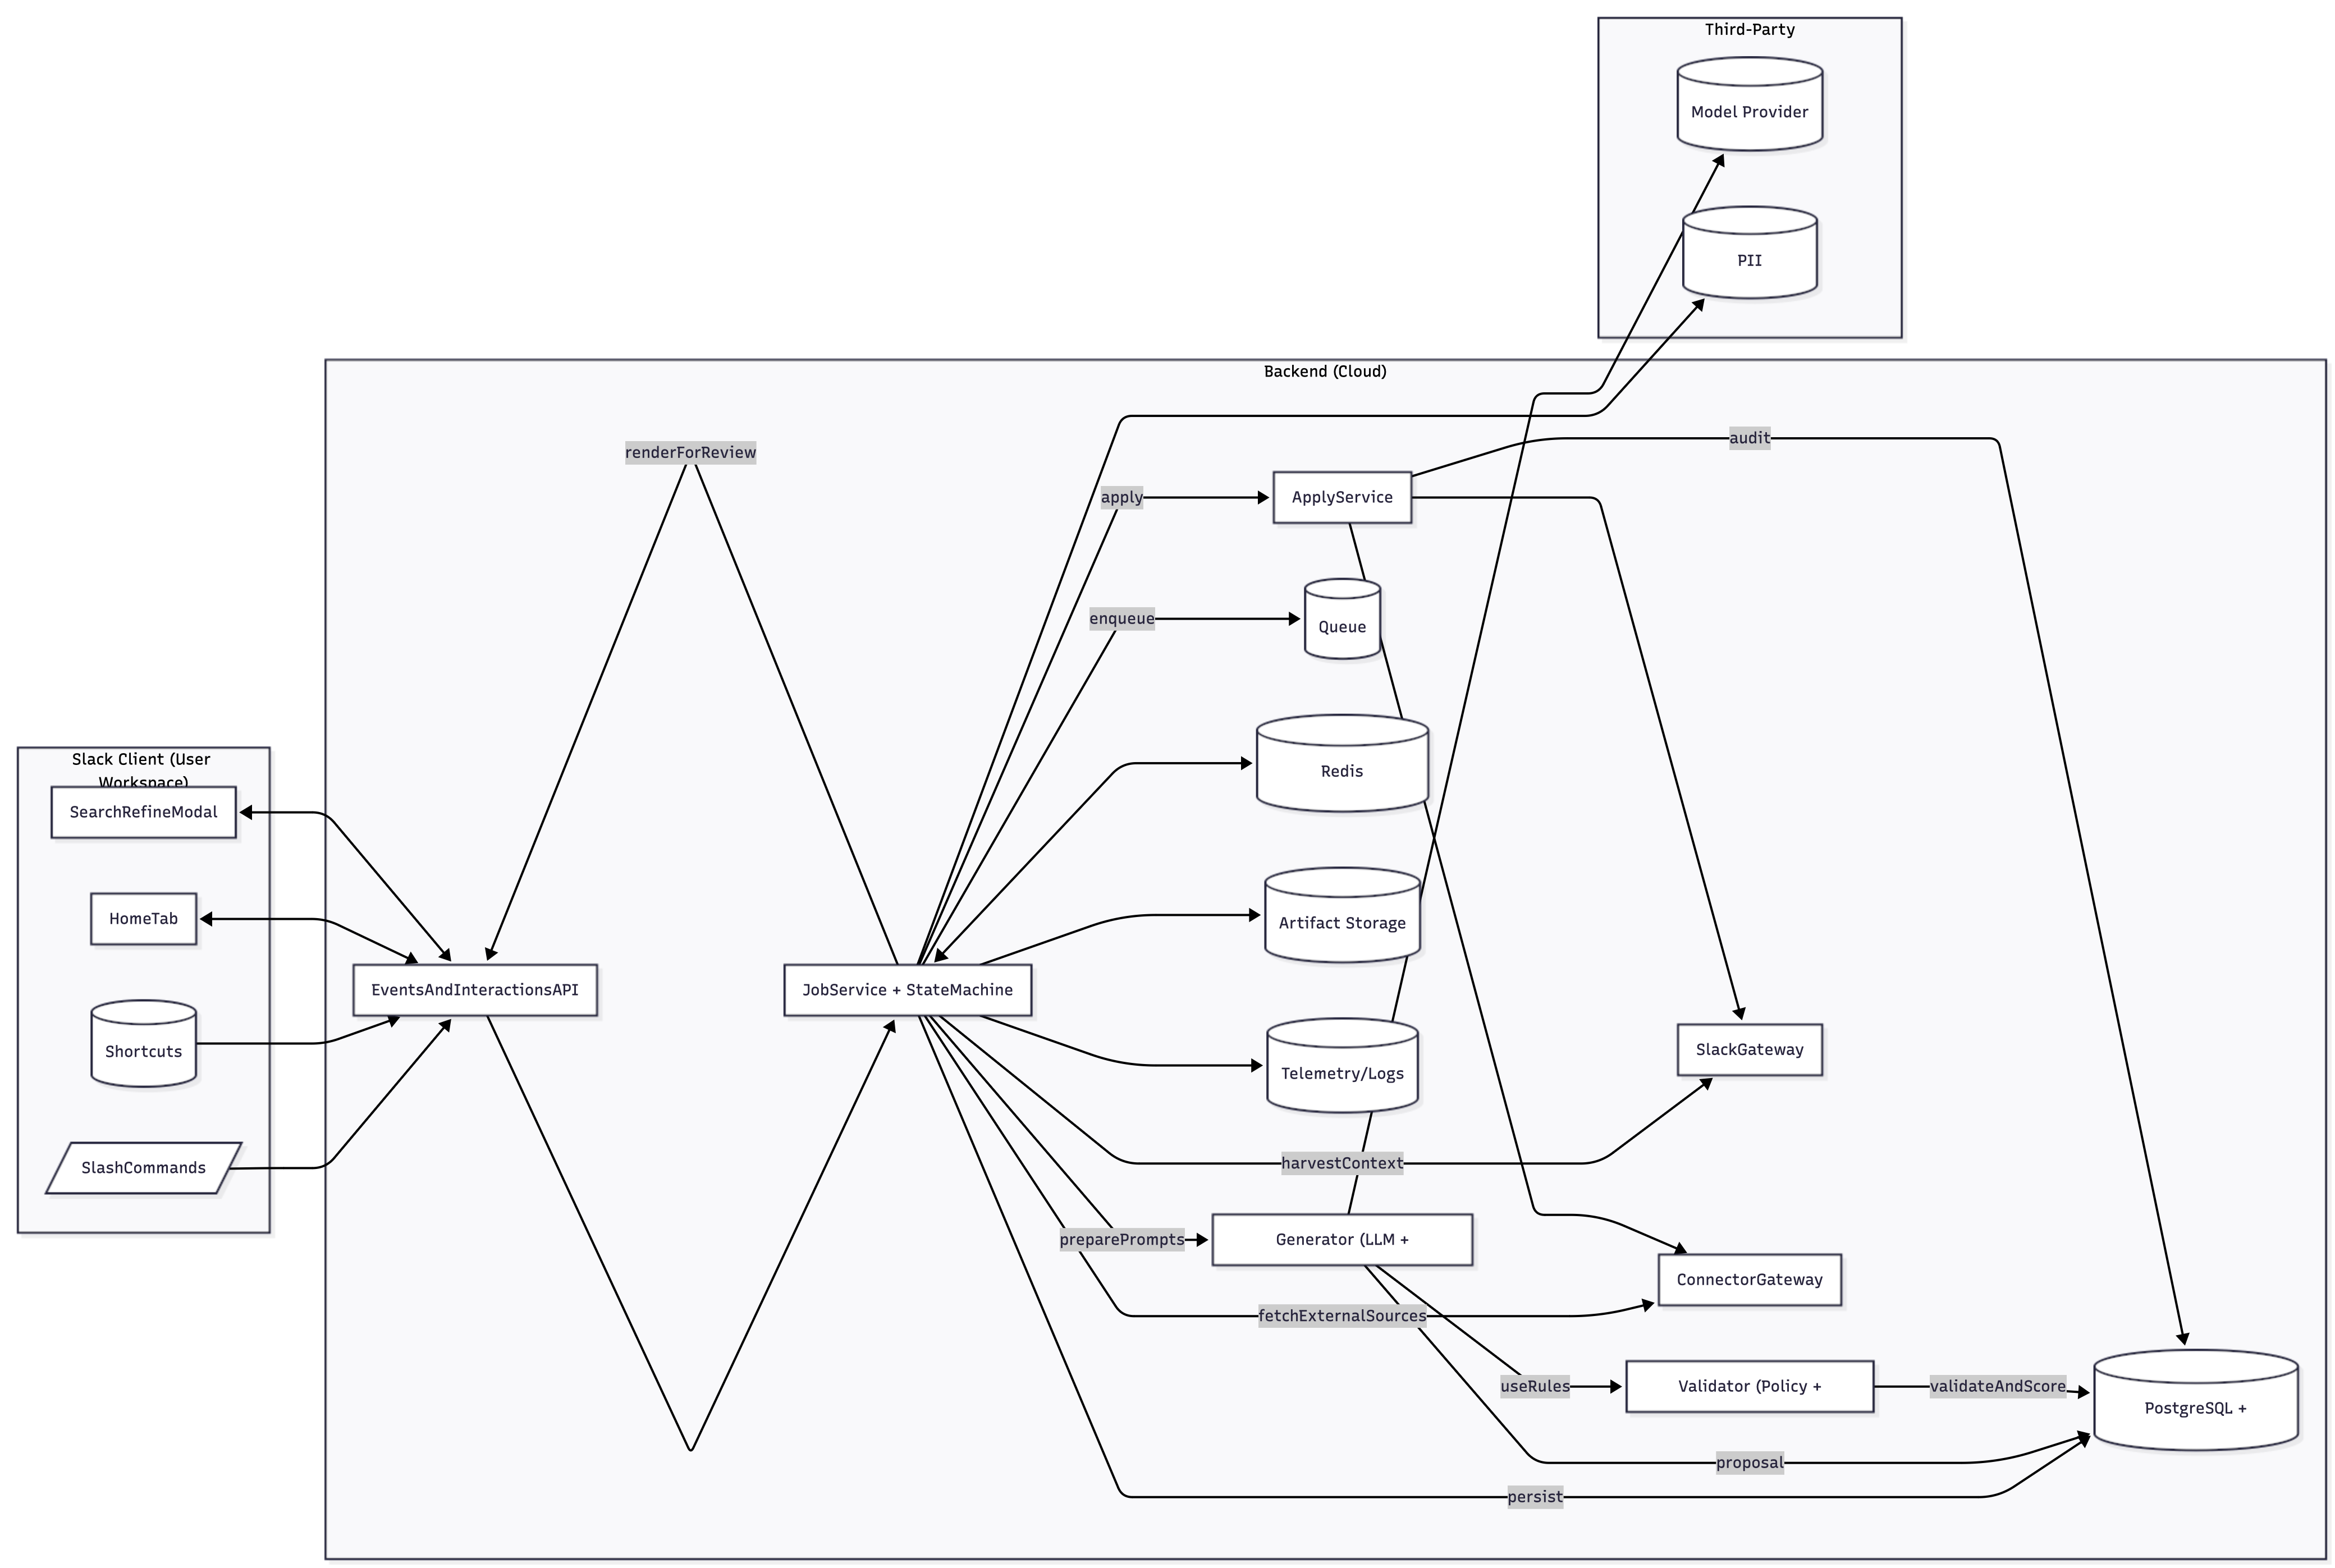 Third-Party
Model Provider
PII
Backend (Cloud)
audit
renderForReview
apply
ApplyService
enqueue
Queue
Redis
Slack Client (User
Workspace)
SearchRefineModal
HomeTab
Artifact Storage
EventsAndInteractionsAPI
JobService + StateMachine
Shortcuts
Telemetry/Logs
SlackGateway
SlashCommands
harvestContext
preparePrompts
Generator (LLM +
ConnectorGateway
fetchExternalSources
useRules
Validator (Policy +
validateAndScore
PostgreSQL +
proposal
persist